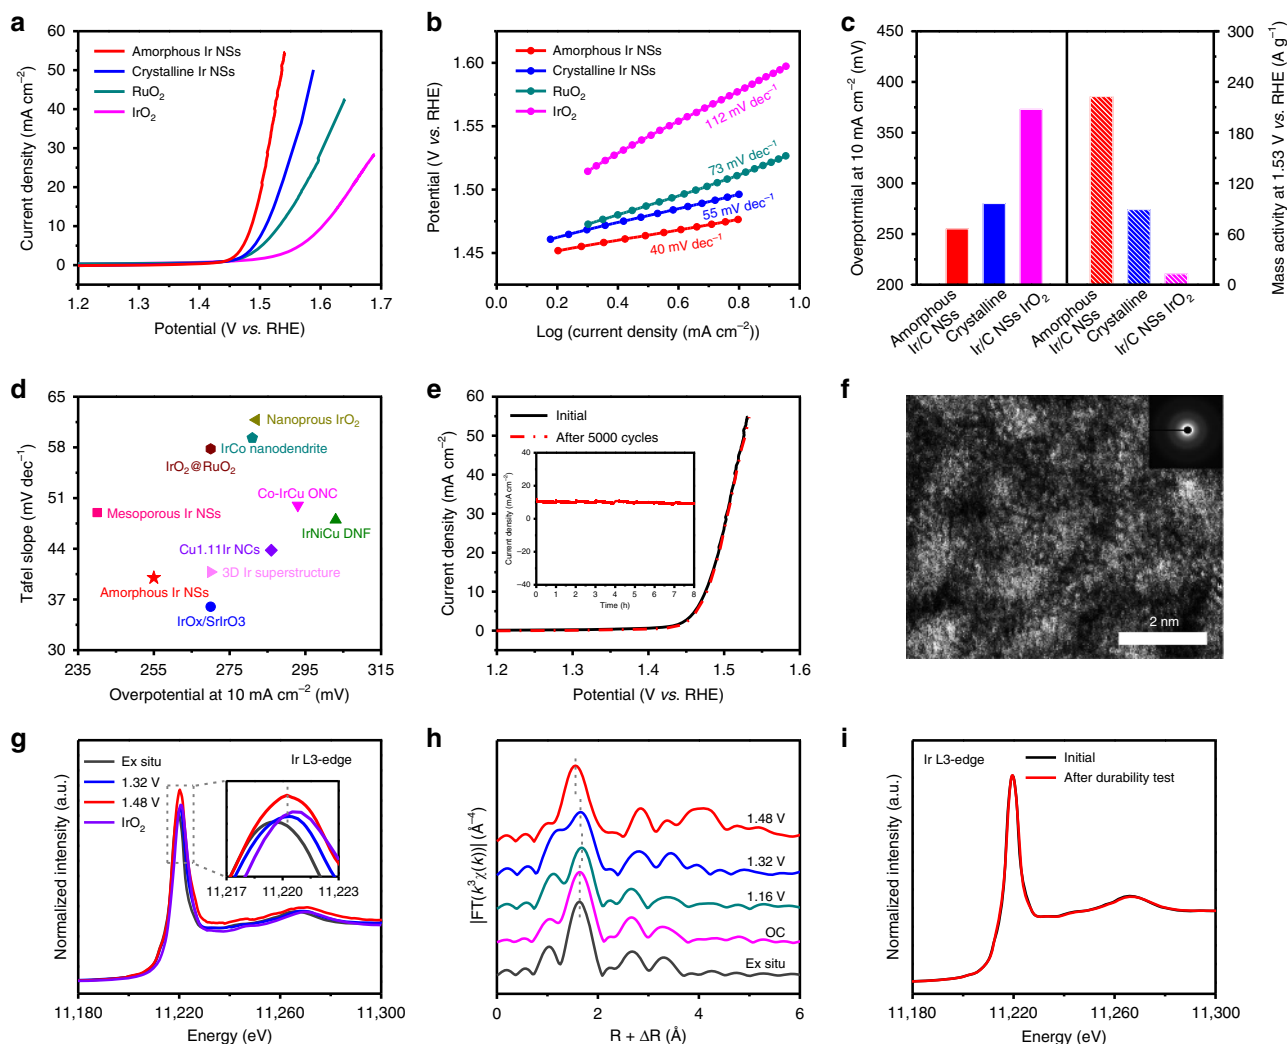 a
Current density (mA cm⁻²)
60
50
40
30
20
10
0
Amorphous Ir NSs
Crystalline Ir NSs
RuO₂
IrO₂
1.2
1.3
1.4
1.5
1.6
1.7
Potential (V vs. RHE)
b
Potential (V vs. RHE)
1.60
1.55
1.50
1.45
Amorphous Ir NSs
Crystalline Ir NSs
RuO₂
IrO₂
112 mV dec⁻¹
73 mV dec⁻¹
55 mV dec⁻¹
40 mV dec⁻¹
0.0
0.2
0.4
0.6
0.8
1.0
Log (current density (mA cm⁻²))
c
Overpotrntial at 10 mA cm⁻² (mV)
450
400
350
300
250
200
300
240
180
120
60
0
Mass activity at 1.53 V vs. RHE (A g⁻¹)
Amorphous
Ir/C NSs
Crystalline
Ir/C NSs
IrO₂
Amorphous
Ir/C NSs
Crystalline
Ir/C NSs
IrO₂
d
Tafel slope (mV dec⁻¹)
65
58
51
44
37
30
Nanoprous IrO₂
IrCo nanodendrite
IrO₂@RuO₂
Co-IrCu ONC
Mesoporous Ir NSs
IrNiCu DNF
Cu1.11Ir NCs
3D Ir superstructure
Amorphous Ir NSs
IrOx/SrIrO3
235
255
275
295
315
Overpotential at 10 mA cm⁻² (mV)
e
Current density (mA cm⁻²)
60
50
40
30
20
10
0
Initial
After 5000 cycles
Current density (mA cm⁻²)
40
20
0
−20
−40
0
1
2
3
4
5
6
7
8
Time (h)
1.2
1.3
1.4
1.5
1.6
Potential (V vs. RHE)
f
2 nm
g
Normalized intensity (a.u.)
Ex situ
1.32 V
1.48 V
IrO₂
Ir L3-edge
11,217
11,220
11,223
11,180
11,220
11,260
11,300
Energy (eV)
h
|FT(k³χ(k))| (Å⁻⁴)
1.48 V
1.32 V
1.16 V
OC
Ex situ
0
2
4
6
R + ΔR (Å)
i
Normalized intensity (a.u.)
Ir L3-edge
Initial
After durability test
11,180
11,220
11,260
11,300
Energy (eV)